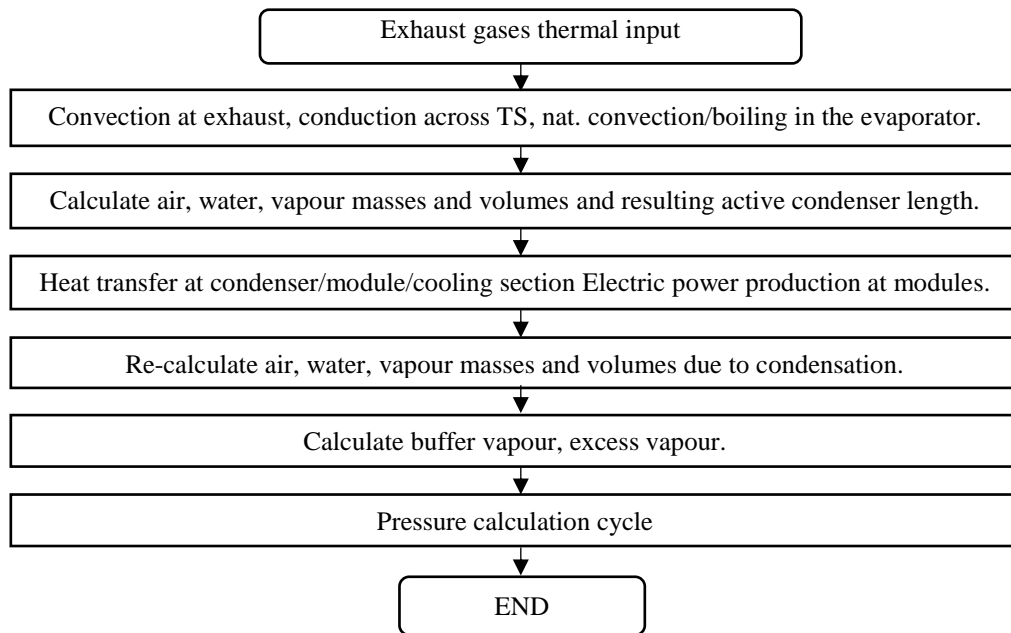 Exhaust gases thermal input
Convection at exhaust, conduction across TS, nat. convection/boiling in the evaporator.
Calculate air, water, vapour masses and volumes and resulting active condenser length.
Heat transfer at condenser/module/cooling section Electric power production at modules.
Re-calculate air, water, vapour masses and volumes due to condensation.
Calculate buffer vapour, excess vapour.
Pressure calculation cycle
END